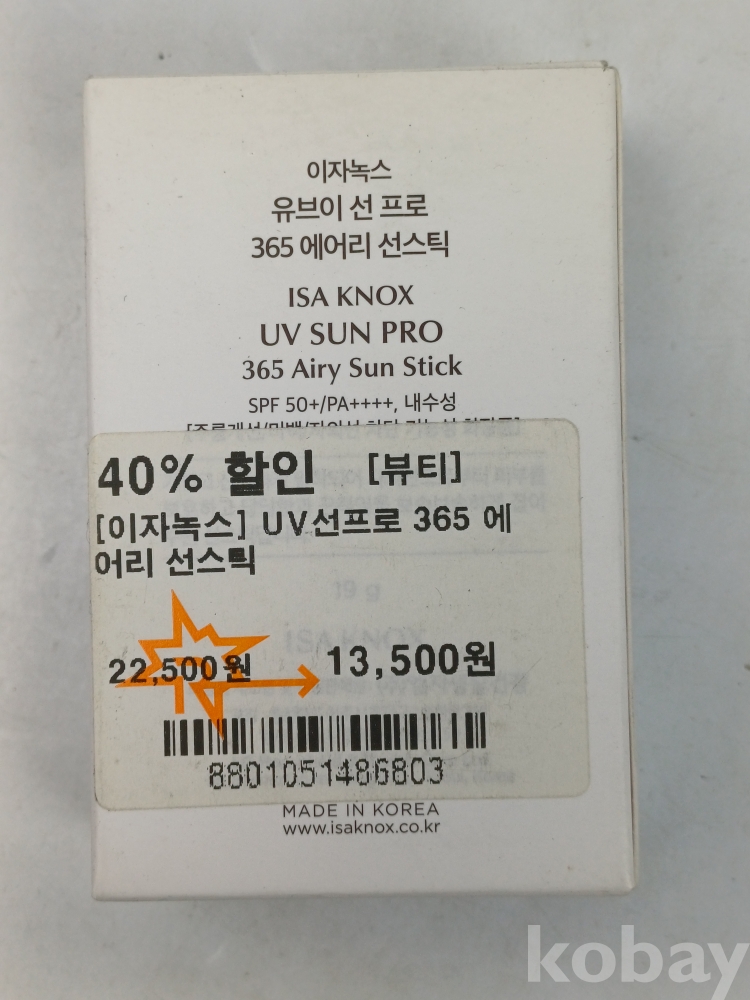 이자녹스
유브이 선 프로
365 에어리 선스틱
ISA KNOX
UV SUN PRO
365 Airy Sun Stick
SPF 50+/PA++++, 내수성
40% 할인 [뷰티]
[이자녹스] UV선프로 365 에
어리 선스틱
19 g
ISA KNOX
22,500원 13,500원
8801051486803
MADE IN KOREA
www.isaknox.co.kr
kobay